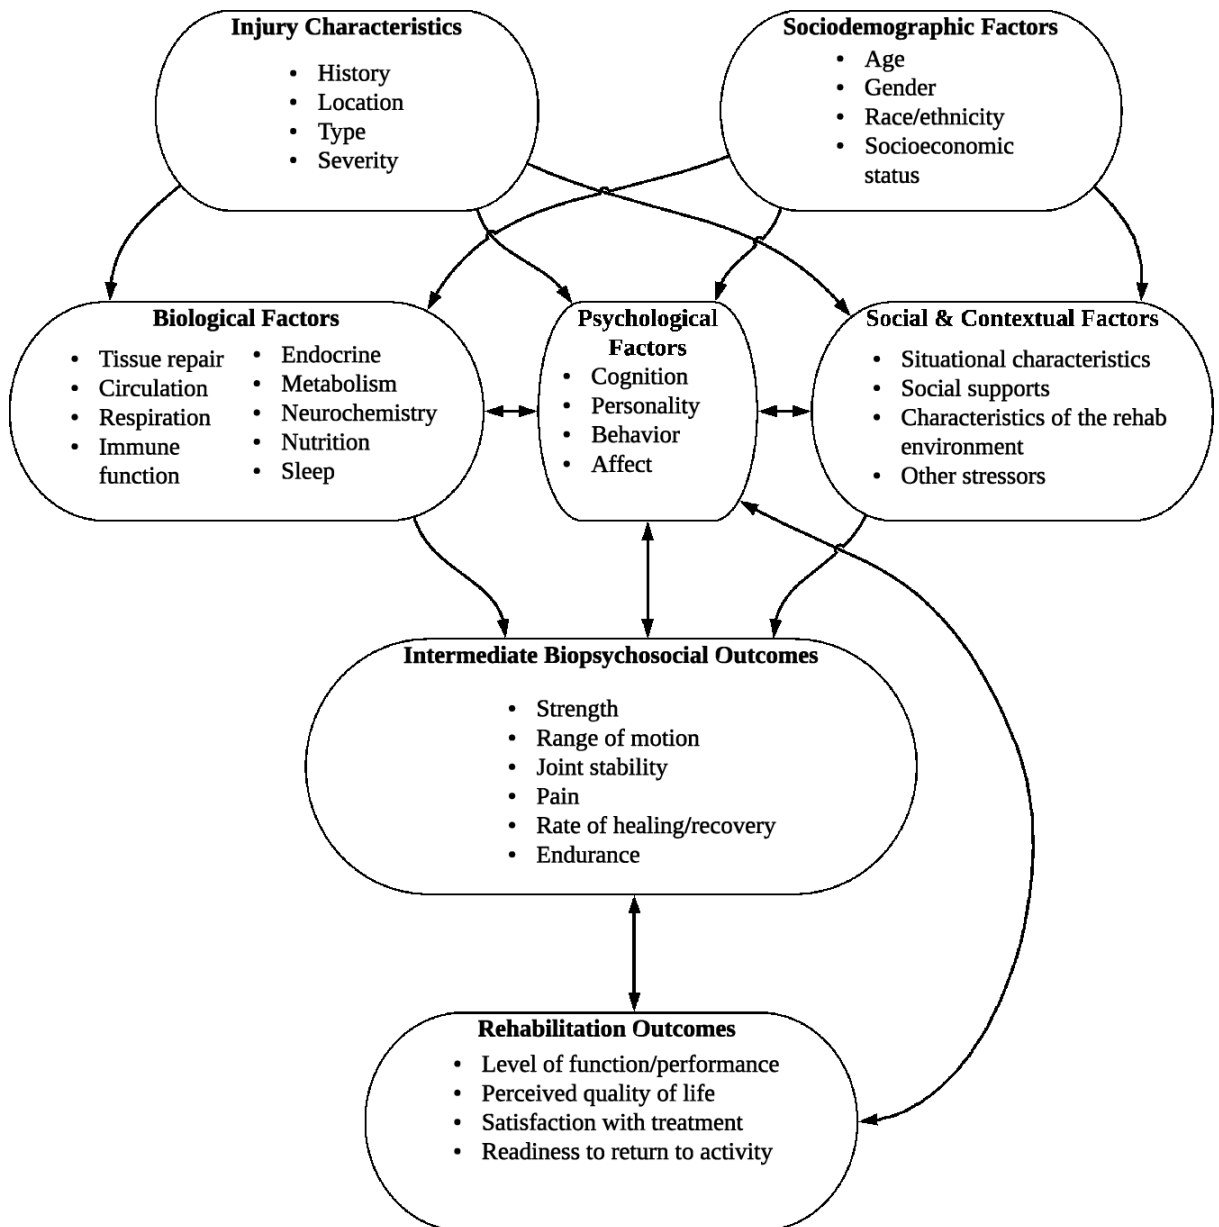 Injury Characteristics
• History
• Location
• Type
• Severity
Sociodemographic Factors
• Age
• Gender
• Race/ethnicity
• Socioeconomic
status
Biological Factors
• Tissue repair
• Circulation
• Respiration
• Immune
function
• Endocrine
• Metabolism
• Neurochemistry
• Nutrition
• Sleep
Psychological
Factors
• Cognition
• Personality
• Behavior
• Affect
Social & Contextual Factors
• Situational characteristics
• Social supports
• Characteristics of the rehab
environment
• Other stressors
Intermediate Biopsychosocial Outcomes
• Strength
• Range of motion
• Joint stability
• Pain
• Rate of healing/recovery
• Endurance
Rehabilitation Outcomes
• Level of function/performance
• Perceived quality of life
• Satisfaction with treatment
• Readiness to return to activity